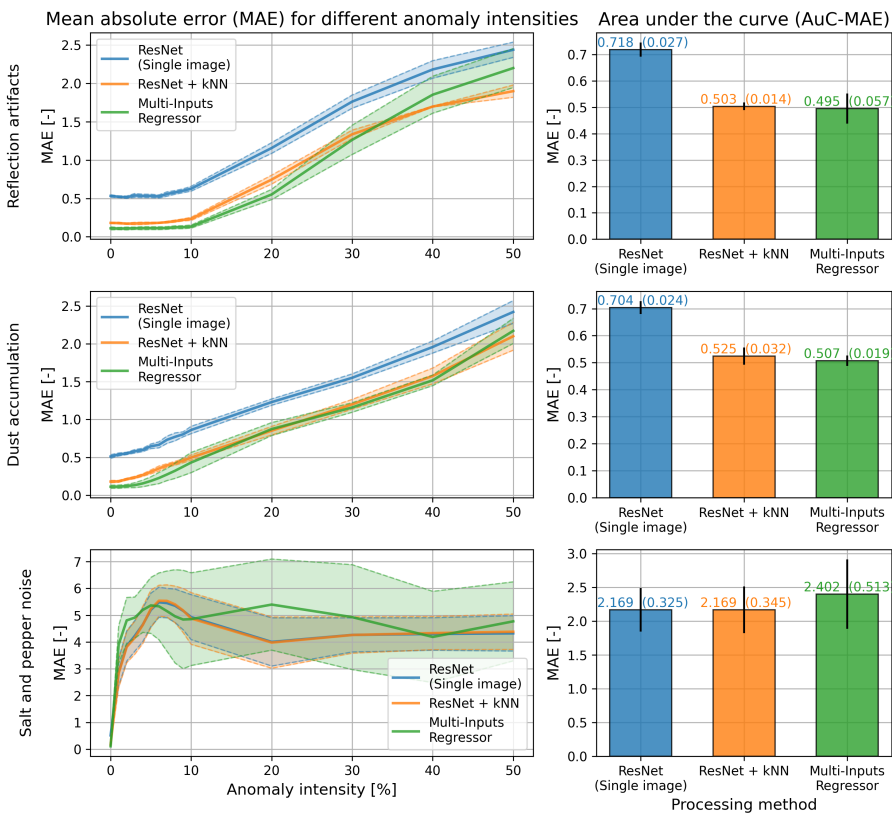 Mean absolute error (MAE) for different anomaly intensities
Area under the curve (AuC-MAE)
Reflection artifacts
MAE [-]
2.5
2.0
1.5
1.0
0.5
0.0
ResNet
(Single image)
ResNet + kNN
Multi-Inputs
Regressor
0 10 20 30 40 50
MAE [-]
0.7
0.6
0.5
0.4
0.3
0.2
0.1
0.0
0.718 (0.027)
0.503 (0.014)
0.495 (0.057
ResNet
(Single image)
ResNet + kNN
Multi-Inputs
Regressor
Dust accumulation
MAE [-]
2.5
2.0
1.5
1.0
0.5
0.0
ResNet
(Single image)
ResNet + kNN
Multi-Inputs
Regressor
0 10 20 30 40 50
MAE [-]
0.7
0.6
0.5
0.4
0.3
0.2
0.1
0.0
0.704 (0.024)
0.525 (0.032)
0.507 (0.019
ResNet
(Single image)
ResNet + kNN
Multi-Inputs
Regressor
Salt and pepper noise
MAE [-]
7
6
5
4
3
2
1
0
ResNet
(Single image)
ResNet + kNN
Multi-Inputs
Regressor
0 10 20 30 40 50
Anomaly intensity [%]
MAE [-]
3.0
2.5
2.0
1.5
1.0
0.5
0.0
2.169 (0.325)
2.169 (0.345)
2.402 (0.513
ResNet
(Single image)
ResNet + kNN
Multi-Inputs
Regressor
Processing method